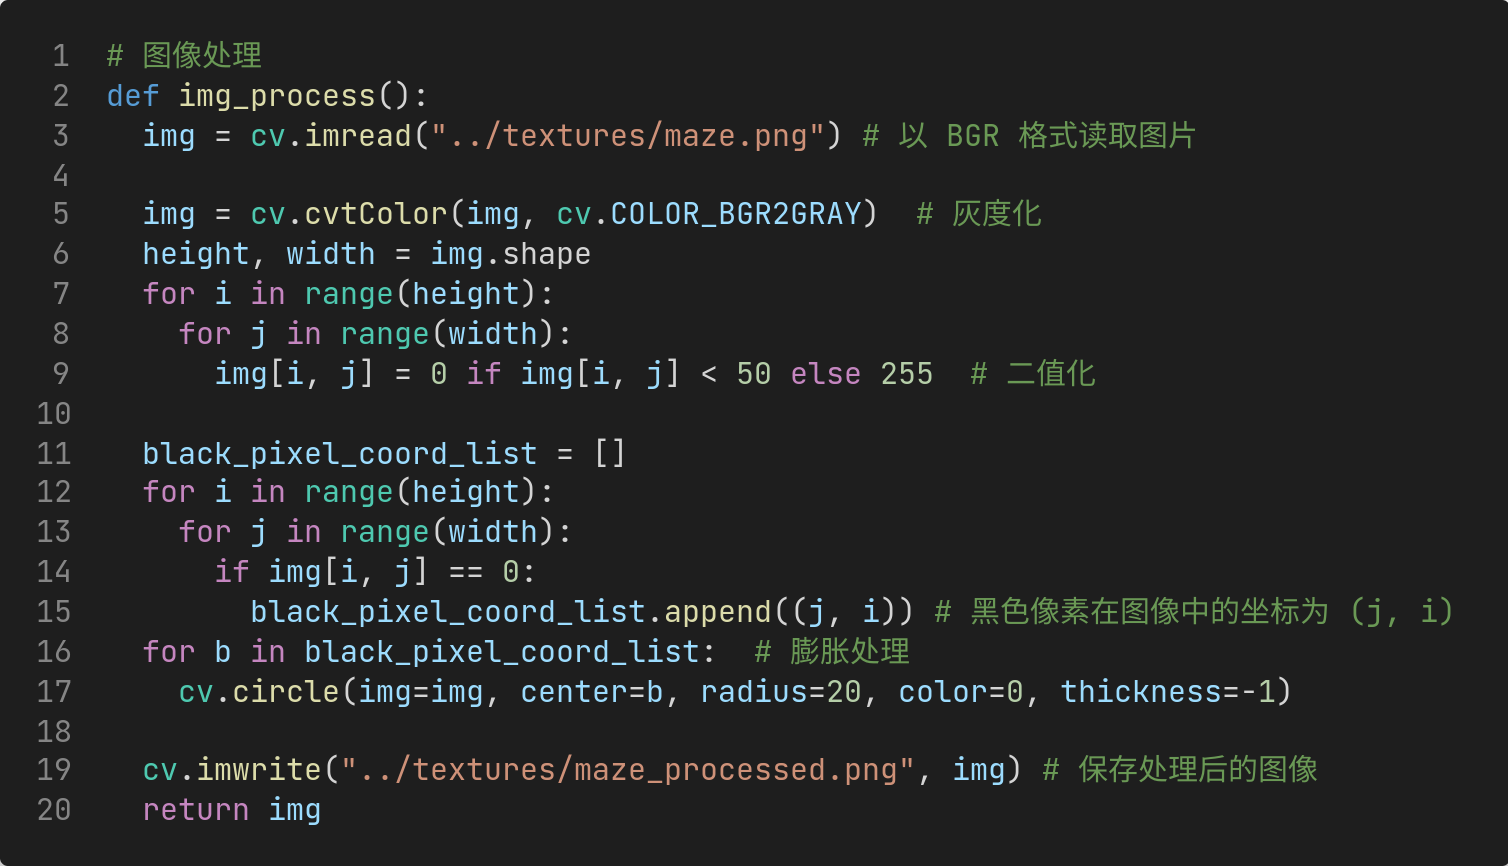 1 # 图像处理
2 def img_process():
3   img = cv.imread("../textures/maze.png") # 以 BGR 格式读取图片
4
5   img = cv.cvtColor(img, cv.COLOR_BGR2GRAY)  # 灰度化
6   height, width = img.shape
7   for i in range(height):
8     for j in range(width):
9       img[i, j] = 0 if img[i, j] < 50 else 255  # 二值化
10
11   black_pixel_coord_list = []
12   for i in range(height):
13     for j in range(width):
14       if img[i, j] == 0:
15         black_pixel_coord_list.append((j, i)) # 黑色像素在图像中的坐标为 (j, i)
16   for b in black_pixel_coord_list:  # 膨胀处理
17     cv.circle(img=img, center=b, radius=20, color=0, thickness=-1)
18
19   cv.imwrite("../textures/maze_processed.png", img) # 保存处理后的图像
20   return img